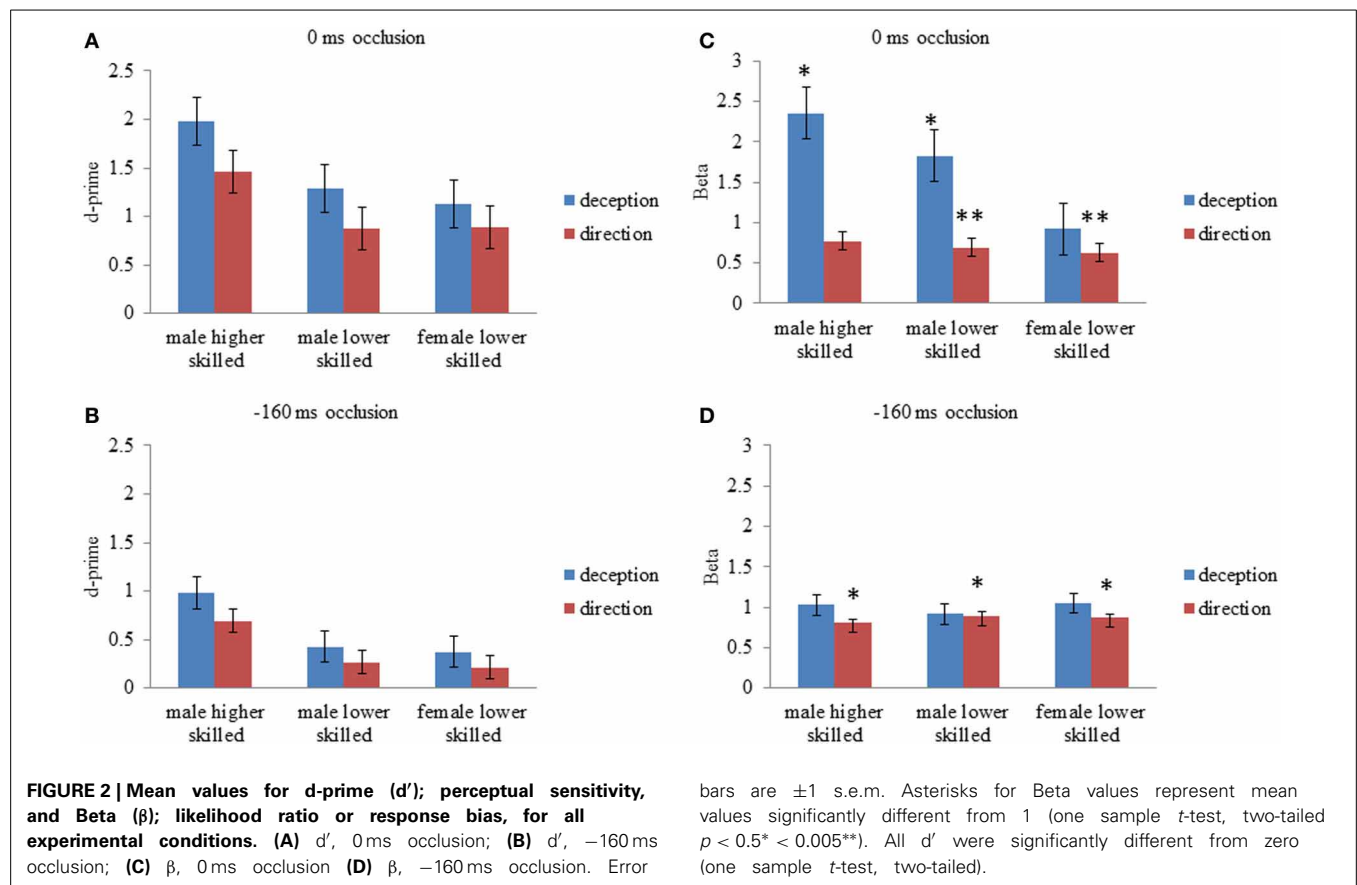 A
0 ms occlusion
2.5
2
1.5
1
0.5
0
d-prime
male higher
skilled
male lower
skilled
female lower
skilled
deception
direction
C
0 ms occlusion
3
2.5
2
1.5
1
0.5
0
Beta
*
*
**
**
male higher
skilled
male lower
skilled
female lower
skilled
deception
direction
B
-160 ms occlusion
2.5
2
1.5
1
0.5
0
d-prime
male higher
skilled
male lower
skilled
female lower
skilled
deception
direction
D
-160 ms occlusion
3
2.5
2
1.5
1
0.5
0
Beta
*
*
*
male higher
skilled
male lower
skilled
female lower
skilled
deception
direction
FIGURE 2 | Mean values for d-prime (d′); perceptual sensitivity,
and Beta (β); likelihood ratio or response bias, for all
experimental conditions. (A) d′, 0 ms occlusion; (B) d′, −160 ms
occlusion; (C) β, 0 ms occlusion (D) β, −160 ms occlusion. Error
bars are ±1 s.e.m. Asterisks for Beta values represent mean
values significantly different from 1 (one sample t-test, two-tailed
p < 0.5* < 0.005**). All d′ were significantly different from zero
(one sample t-test, two-tailed).